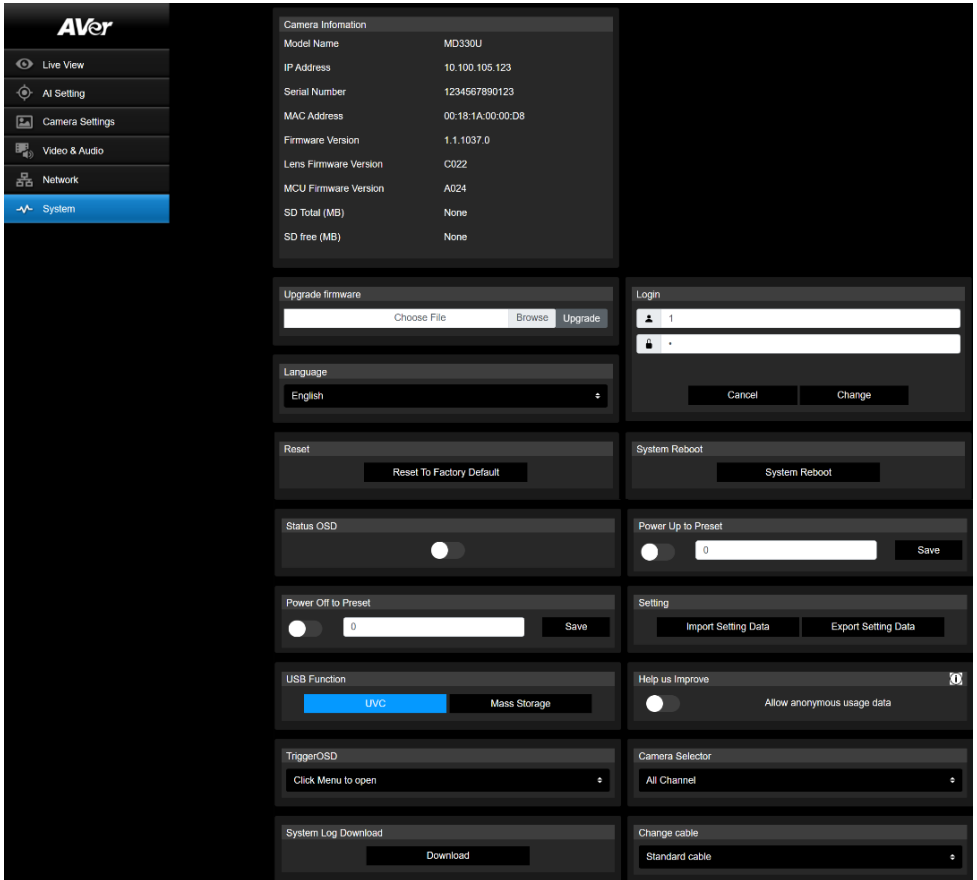 AVer
Live View
AI Setting
Camera Settings
Video & Audio
Network
System
Camera Infomation
Model Name MD330U
IP Address 10.100.105.123
Serial Number 1234567890123
MAC Address 00:18:1A:00:00:D8
Firmware Version 1.1.1037.0
Lens Firmware Version C022
MCU Firmware Version A024
SD Total (MB) None
SD free (MB) None
Upgrade firmware
Choose File Browse Upgrade
Login
1
*
Cancel Change
Language
English
Reset
Reset To Factory Default
System Reboot
System Reboot
Status OSD
Power Up to Preset
0 Save
Power Off to Preset
0 Save
Setting
Import Setting Data Export Setting Data
USB Function
UVC Mass Storage
Help us Improve
Allow anonymous usage data
TriggerOSD
Click Menu to open
Camera Selector
All Channel
System Log Download
Download
Change cable
Standard cable